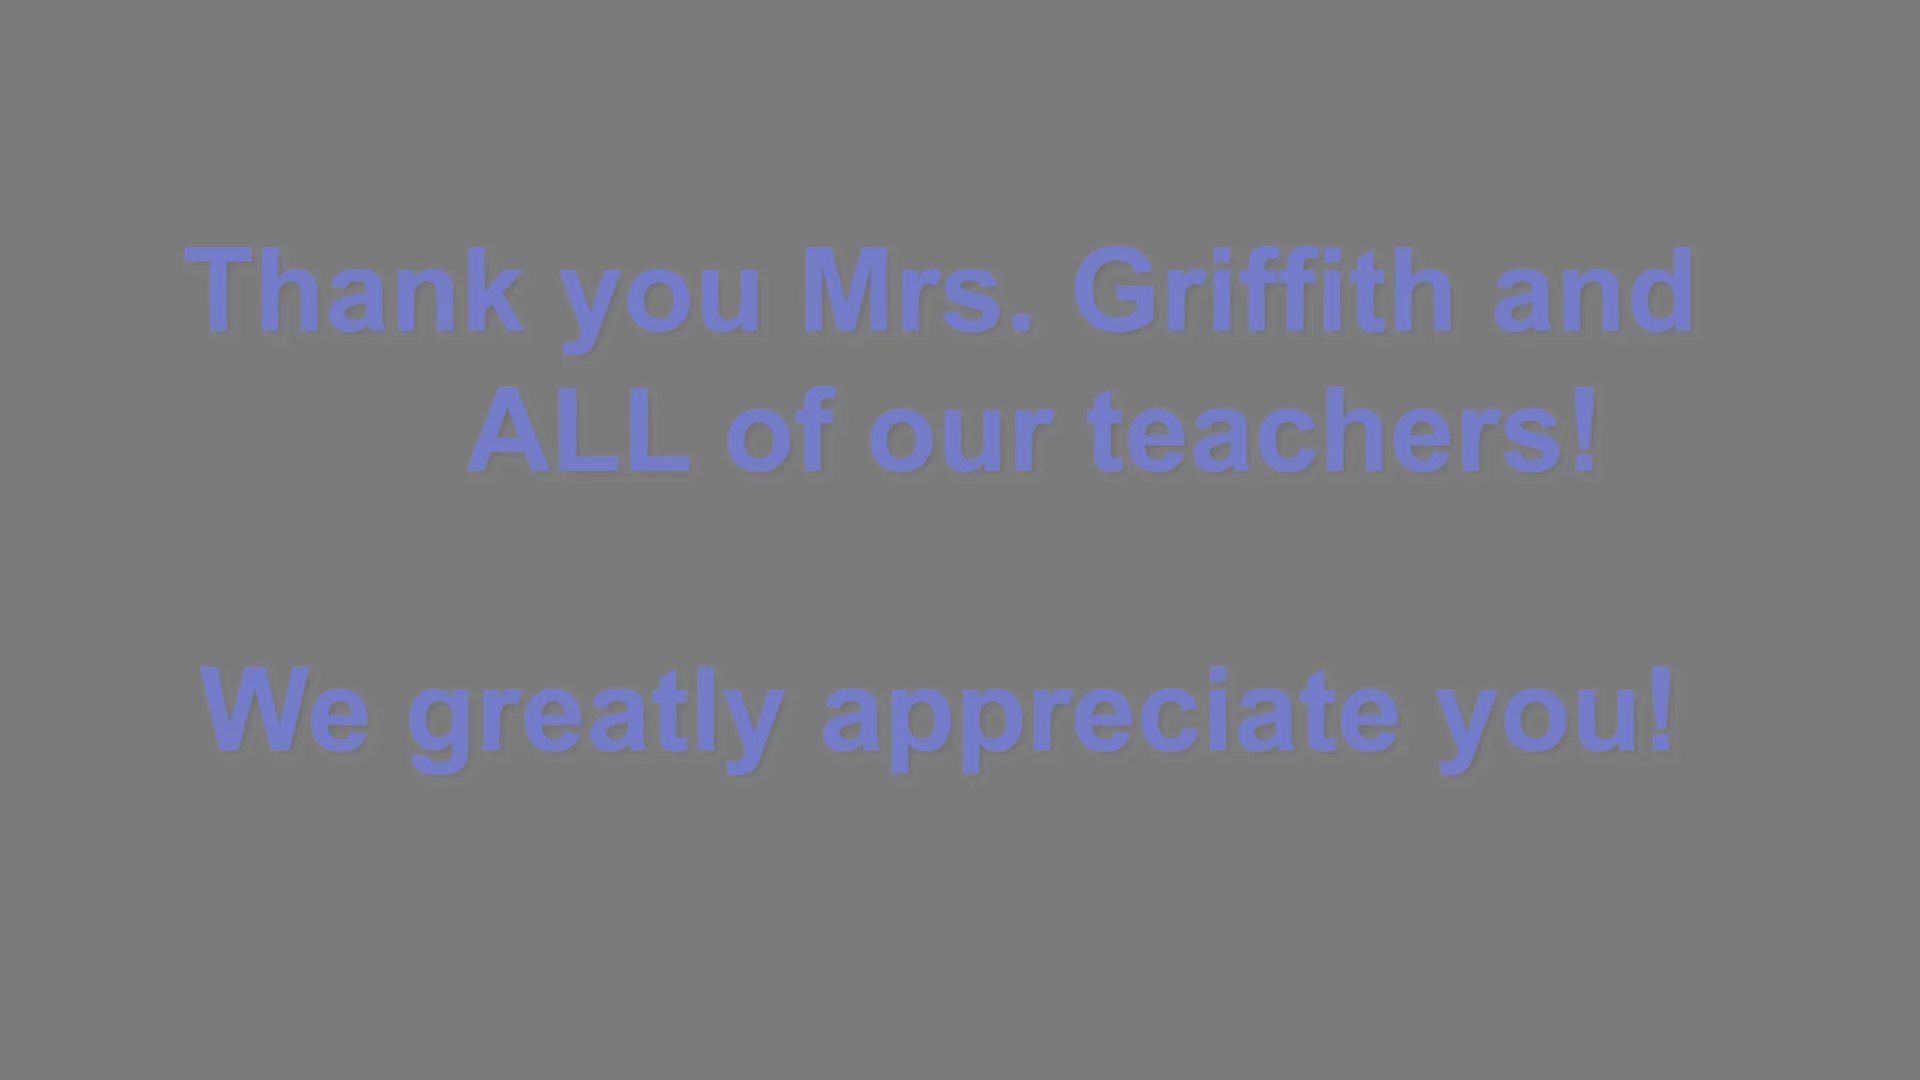 Thank you Mrs. Griffith and
ALL of our teachers!
We greatly appreciate you!